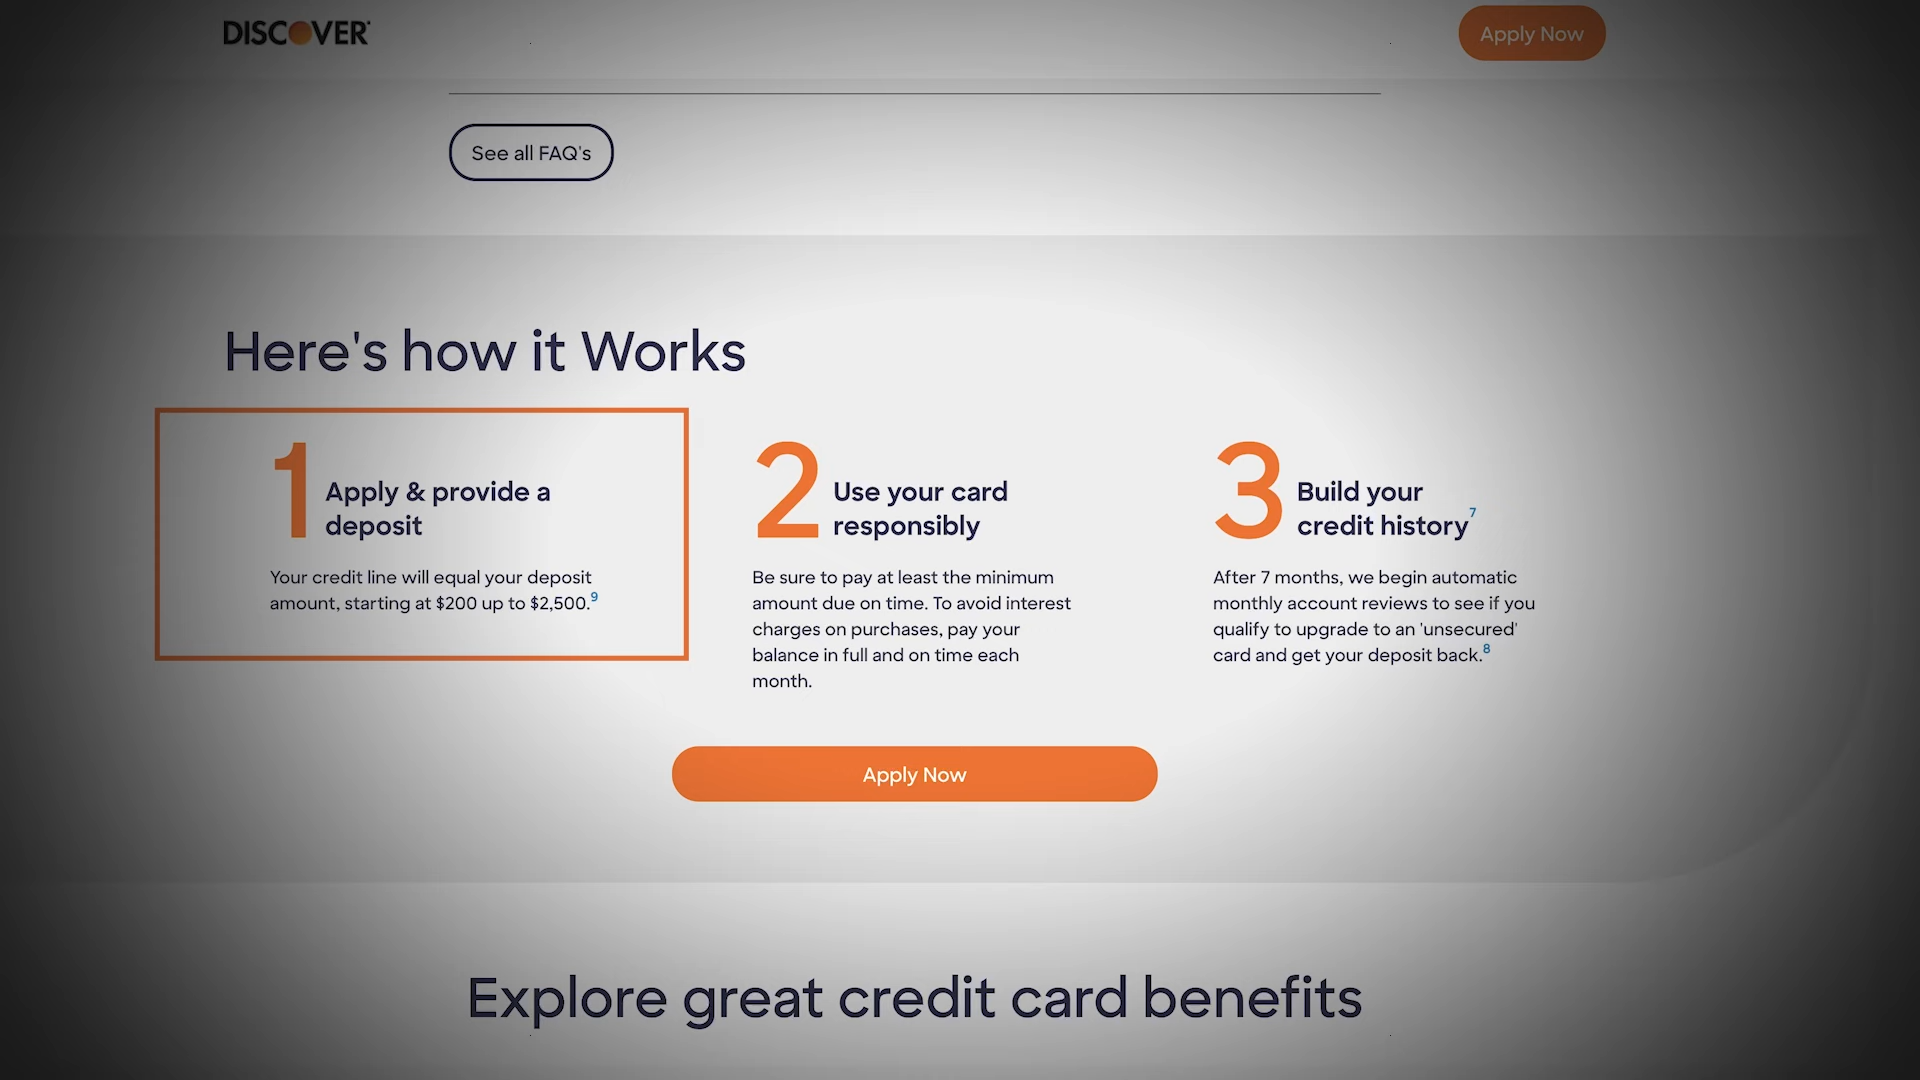 DISCOVER
Apply Now
See all FAQ's
Here's how it Works
1
Apply & provide a
deposit
Your credit line will equal your deposit
amount, starting at $200 up to $2,500.9
2
Use your card
responsibly
Be sure to pay at least the minimum
amount due on time. To avoid interest
charges on purchases, pay your
balance in full and on time each
month.
3
Build your
credit history7
After 7 months, we begin automatic
monthly account reviews to see if you
qualify to upgrade to an 'unsecured'
card and get your deposit back.8
Apply Now
Explore great credit card benefits